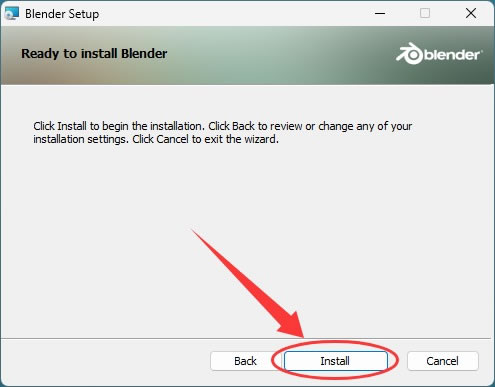 Blender Setup
Ready to install Blender
blender
Click Install to begin the installation. Click Back to review or change any of your
installation settings. Click Cancel to exit the wizard.
Back
Install
Cancel